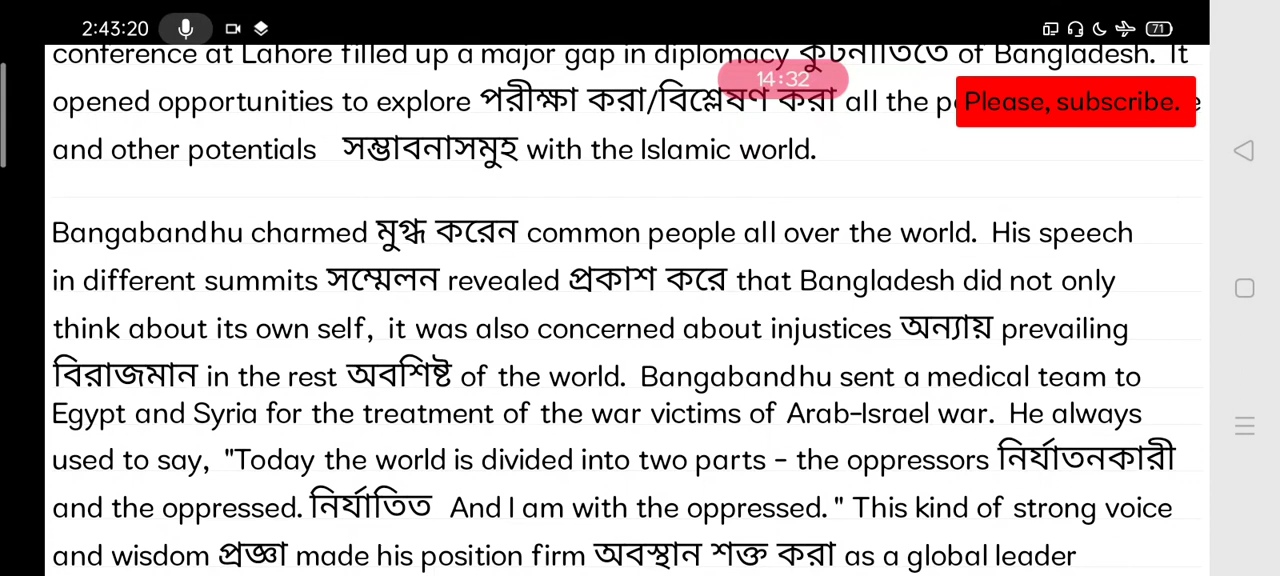 2:43:20
71
conference at Lahore filled up a major gap in diplomacy কুটনীতিতে of Bangladesh. It
14:32
opened opportunities to explore পরীক্ষা করা/বিশ্লেষণ করা all the
Please, subscribe.
and other potentials সম্ভাবনাসমুহ with the Islamic world.
Bangabandhu charmed মুগ্ধ করেন common people all over the world. His speech
in different summits সম্মেলন revealed প্রকাশ করে that Bangladesh did not only
think about its own self, it was also concerned about injustices অন্যায় prevailing
বিরাজমান in the rest অবশিষ্ট of the world. Bangabandhu sent a medical team to
Egypt and Syria for the treatment of the war victims of Arab-Israel war. He always
used to say, "Today the world is divided into two parts - the oppressors নির্যাতনকারী
and the oppressed. নির্যাতিত And I am with the oppressed. " This kind of strong voice
and wisdom প্রজ্ঞা made his position firm অবস্থান শক্ত করা as a global leader